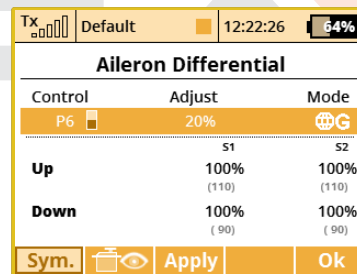 Tx Default 12:22:26 64%
Aileron Differential
Control Adjust Mode
P6 20% G
S1 S2
Up 100% 100%
(110) (110)
Down 100% 100%
( 90) ( 90)
Sym. Apply Ok